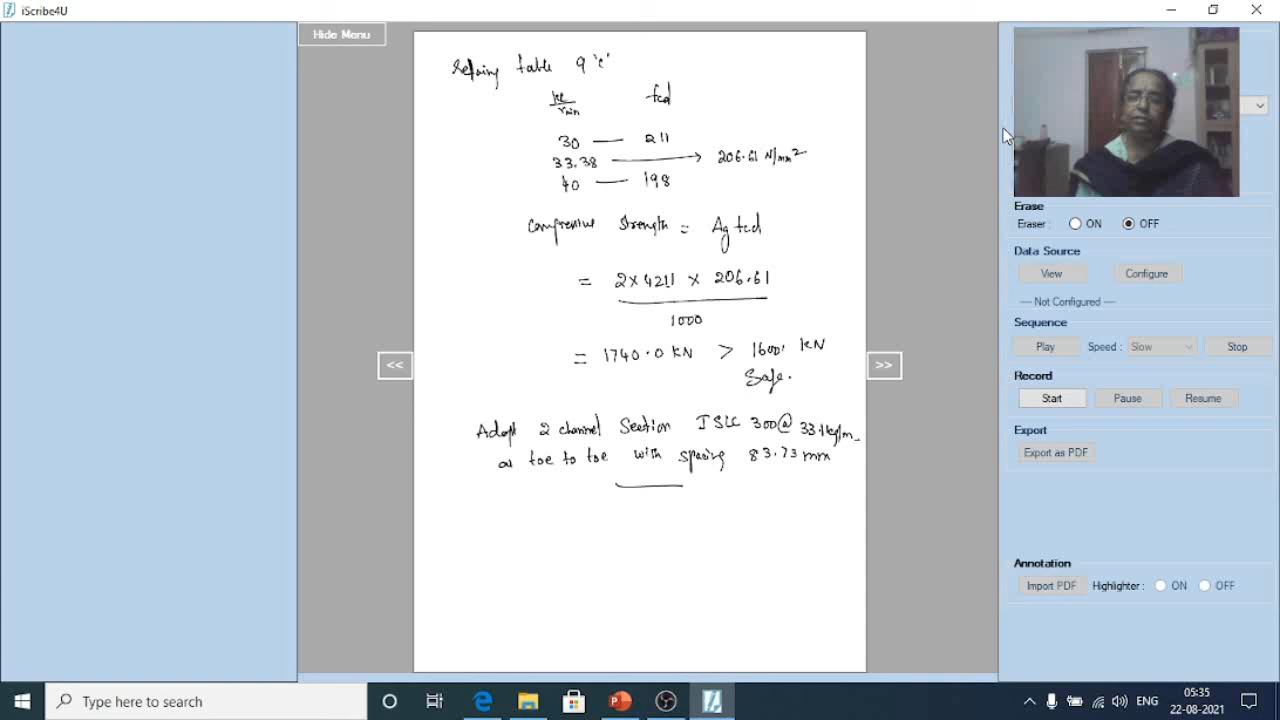 iScribe4U
Hide Menu
Refering table 9 'c'
KL/rmin fcd
30 — 211
33.38 → 206.61 N/mm²
40 — 198
Compressive Strength = Ag fcd
= 2 x 4211 x 206.61
1000
= 1740.0 KN > 1600. KN
Safe.
Adopt 2 channel Section ISLC 300@ 33.1kg/m
as toe to toe with spacing 83.73 mm
<<
>>
Erase
Eraser : ON OFF
Data Source
View Configure
--- Not Configured ---
Sequence
Play Speed : Slow Stop
Record
Start Pause Resume
Export
Export as PDF
Annotation
Import PDF Highlighter : ON OFF
Type here to search
ENG
05:35
22-08-2021